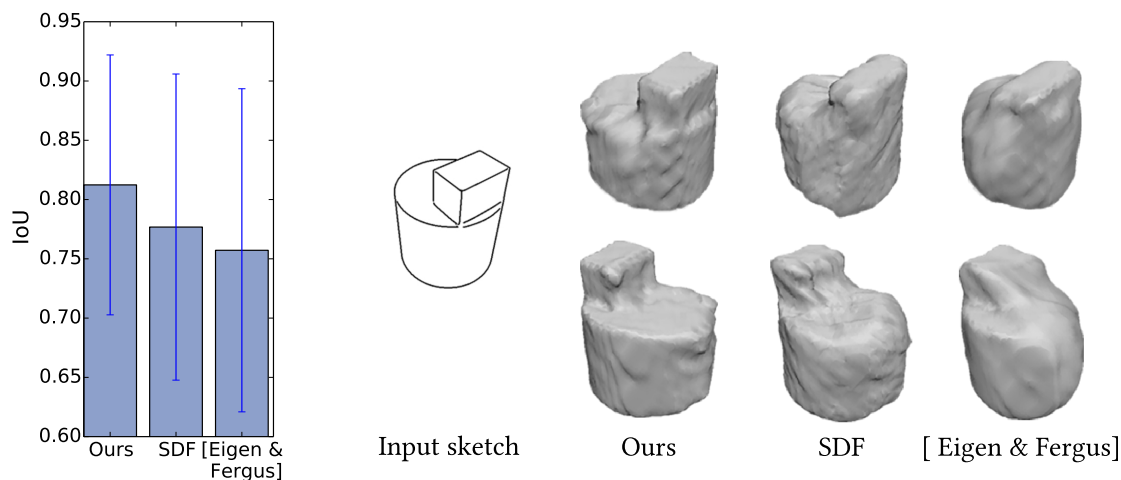 0.95
0.90
0.85
0.80
0.75
0.70
0.65
0.60
IoU
Ours
SDF
[Eigen &
Fergus]
Input sketch
Ours
SDF
[ Eigen & Fergus]